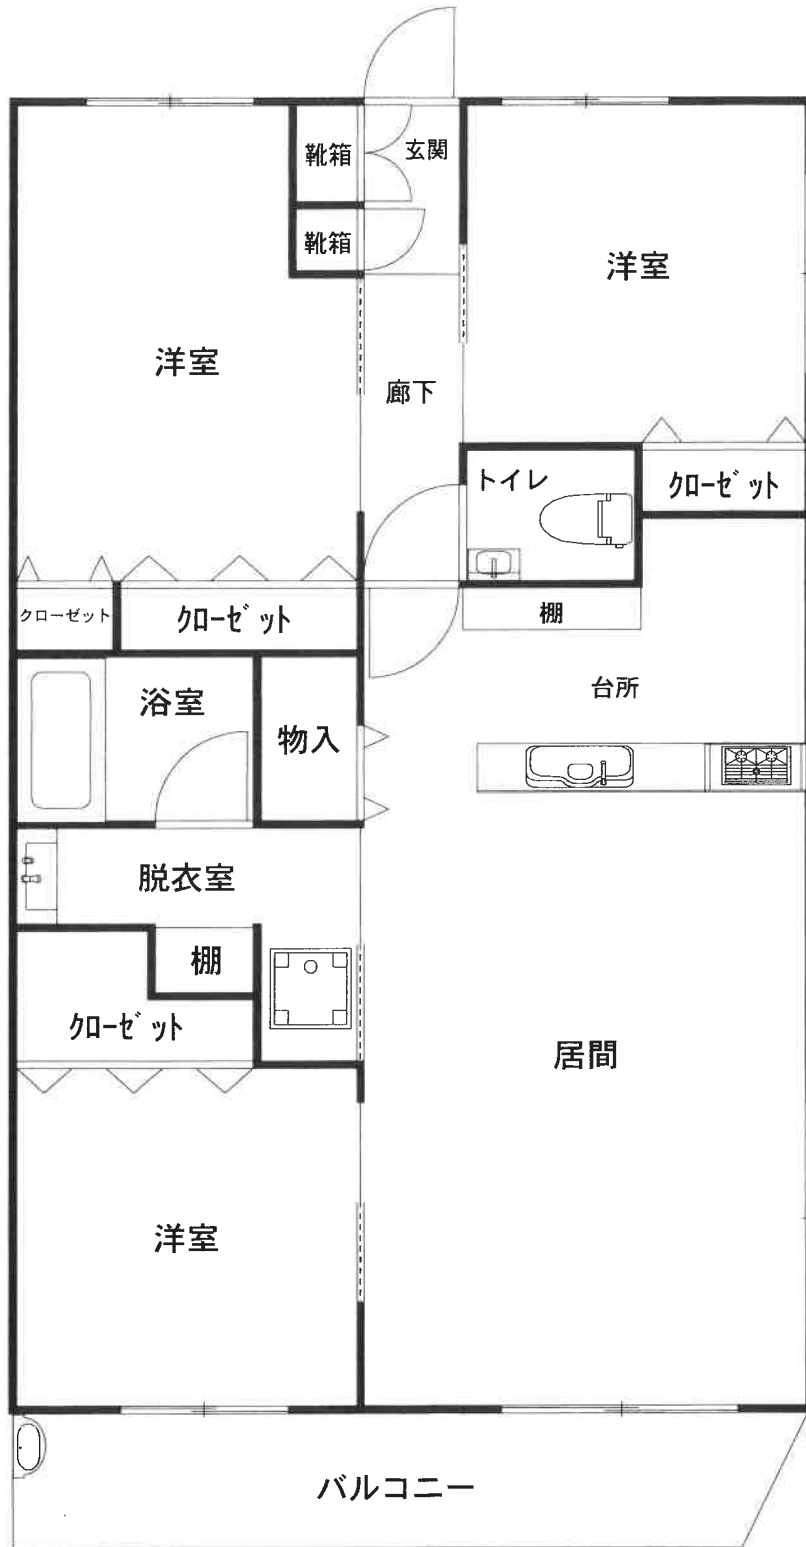 靴箱
玄関
靴箱
洋室
洋室
廊下
トイレ
クローゼット
クローゼット
クローゼット
棚
台所
浴室
物入
脱衣室
棚
クローゼット
居間
洋室
バルコニー